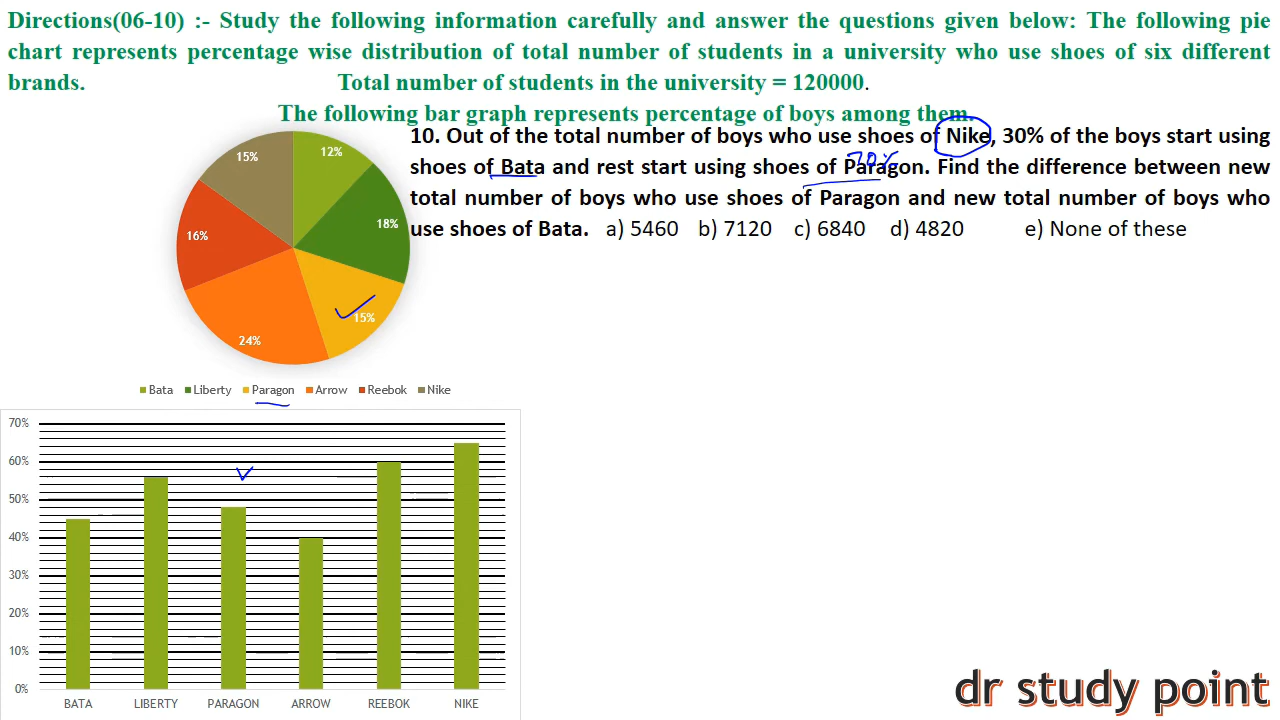 Directions(06-10) :- Study the following information carefully and answer the questions given below: The following pie
chart represents percentage wise distribution of total number of students in a university who use shoes of six different
brands. Total number of students in the university = 120000.
The following bar graph represents percentage of boys among them.
10. Out of the total number of boys who use shoes of Nike, 30% of the boys start using
shoes of Bata and rest start using shoes of Paragon. Find the difference between new
70%
total number of boys who use shoes of Paragon and new total number of boys who
use shoes of Bata. a) 5460 b) 7120 c) 6840 d) 4820 e) None of these
15%
12%
18%
16%
15%
24%
Bata Liberty Paragon Arrow Reebok Nike
70%
60%
50%
40%
30%
20%
10%
0%
BATA LIBERTY PARAGON ARROW REEBOK NIKE
dr study point